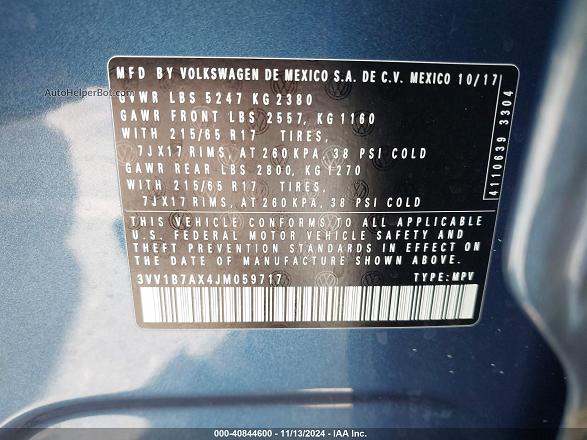 MFD BY VOLKSWAGEN DE MEXICO S.A. DE C.V. MEXICO 10/17
AutoHelperBot.com
GVWR LBS 5247 KG 2380
GAWR FRONT LBS 2557, KG 1160
WITH 215/65 R17 TIRES.
7JX17 RIMS, AT 260 KPA, 38 PSI COLD
GAWR REAR LBS 2800, KG 1270
WITH 215/65 R17 TIRES.
7JX17 RIMS, AT 260 KPA, 38 PSI COLD
4110639 3304
THIS VEHICLE CONFORMS TO ALL APPLICABLE
U.S. FEDERAL MOTOR VEHICLE SAFETY AND
THEFT PREVENTION STANDARDS IN EFFECT ON
THE DATE OF MANUFACTURE SHOWN ABOVE
3VV1B7AX4JM059717 TYPE: MPV
000-40844600 - 11/13/2024 - IAA Inc.